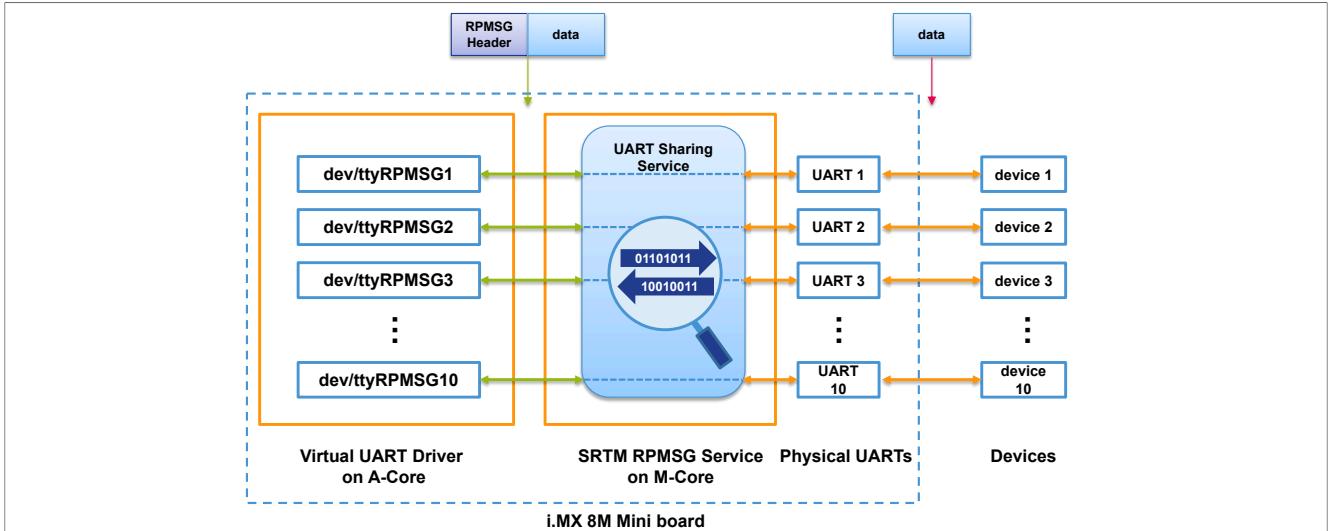 RPMSG
Header
data
data
UART Sharing
Service
dev/ttyRPMSG1
UART 1
device 1
dev/ttyRPMSG2
UART 2
device 2
01101011
dev/ttyRPMSG3
10010011
UART 3
device 3
dev/ttyRPMSG10
UART
10
device
10
Virtual UART Driver
on A-Core
SRTM RPMSG Service
on M-Core
Physical UARTs
Devices
i.MX 8M Mini board